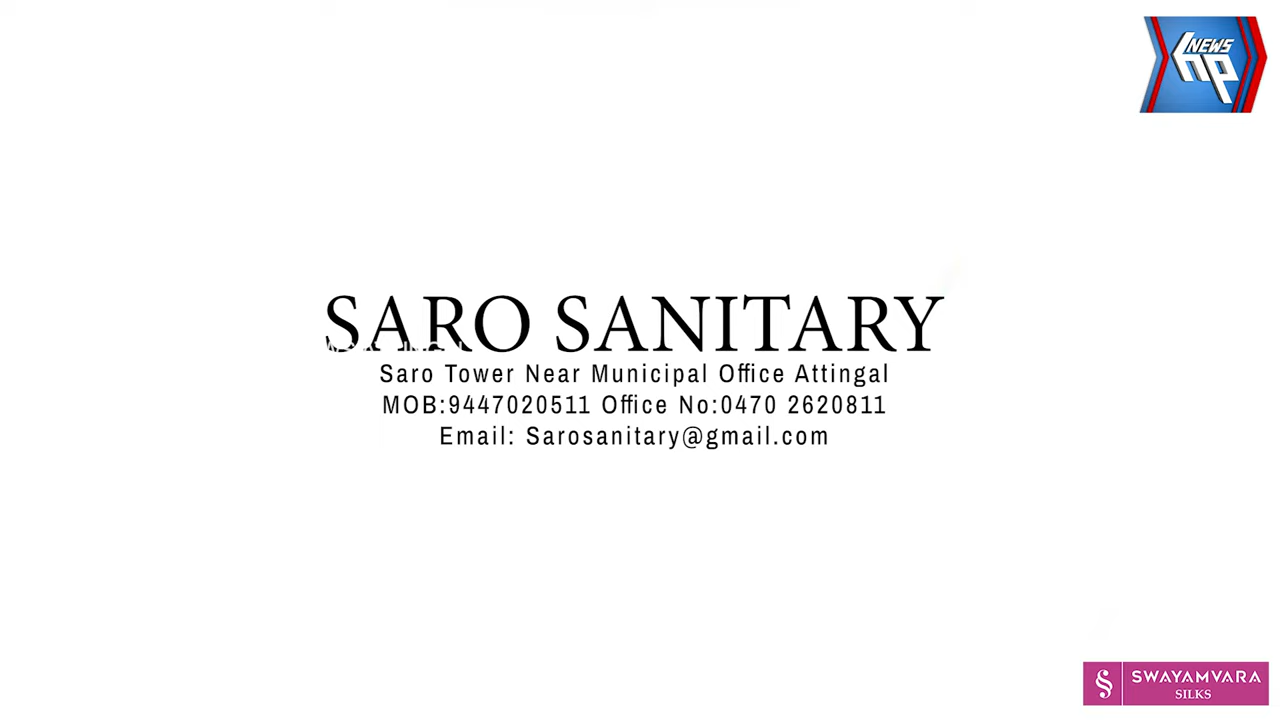 NEWS
np
SARO SANITARY
Saro Tower Near Municipal Office Attingal
MOB:9447020511 Office No:0470 2620811
Email: Sarosanitary@gmail.com
SWAYAMVARA
SILKS